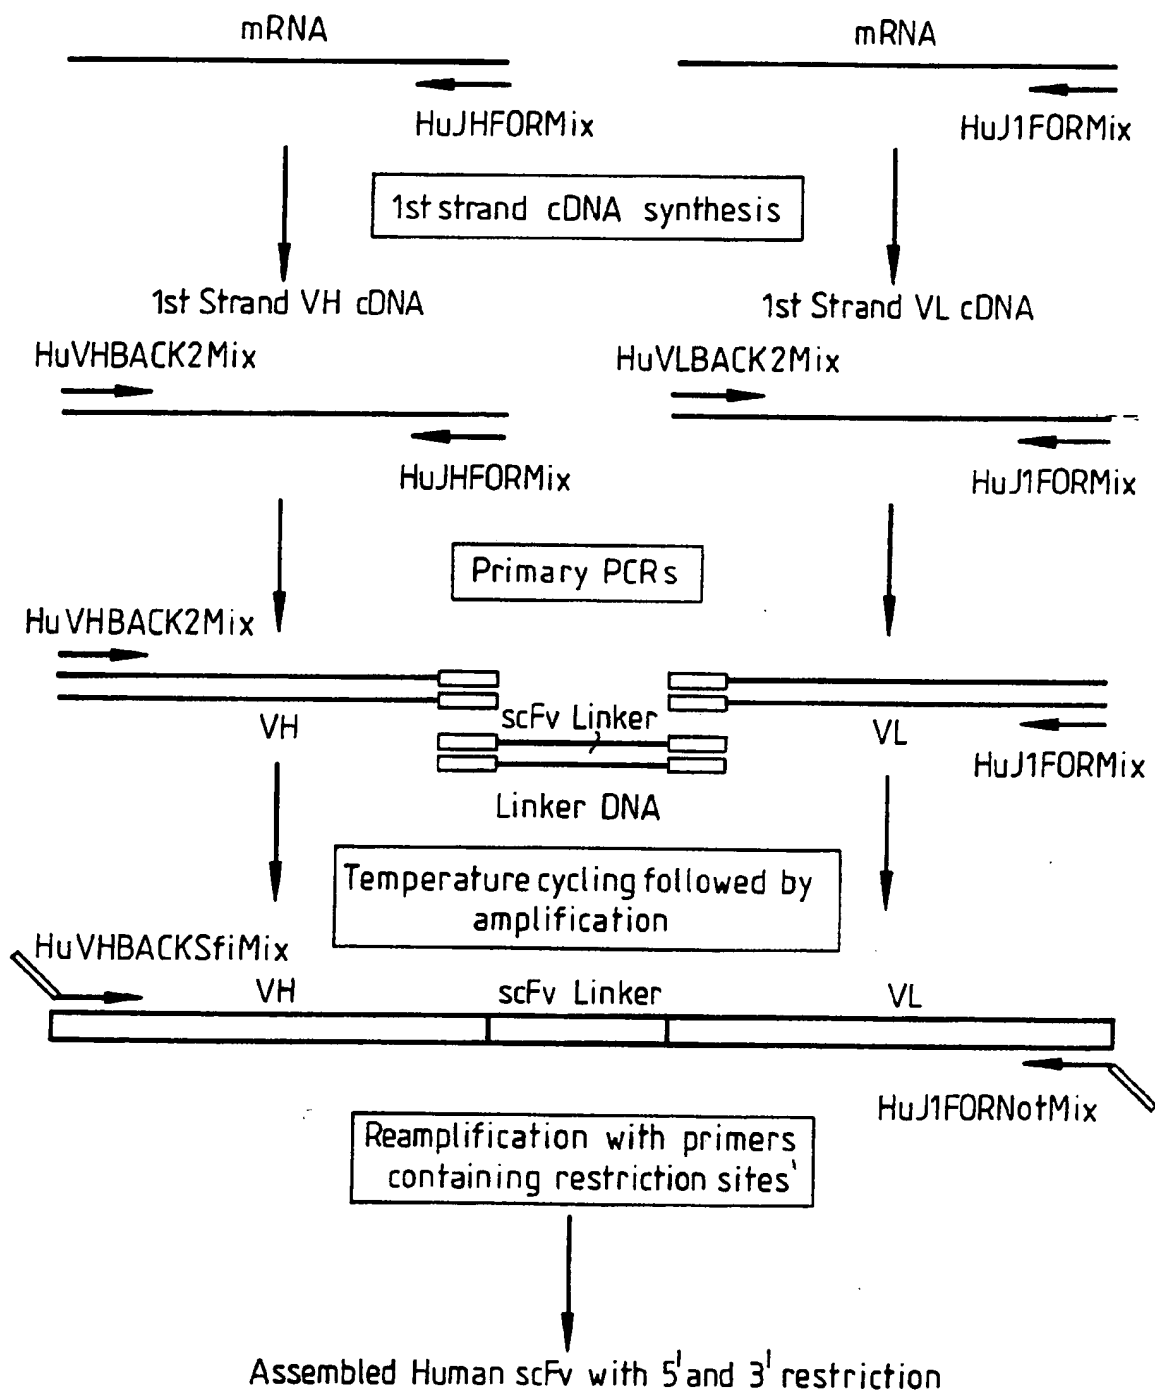 mRNA
mRNA
HuJHFORMix
HuJ1FORMix
1st strand cDNA synthesis
1st Strand VH cDNA
1st Strand VL cDNA
HuVHBACK2Mix
HuVLBACK2Mix
HuJHFORMix
HuJ1FORMix
Primary PCRs
HuVHBACK2Mix
VH
scFv Linker
VL
HuJ1FORMix
Linker DNA
Temperature cycling followed by
amplification
HuVHBACKSfiMix
VH
scFv Linker
VL
HuJ1FORNotMix
Reamplification with primers
containing restriction sites'
Assembled Human scFv with 5' and 3' restriction